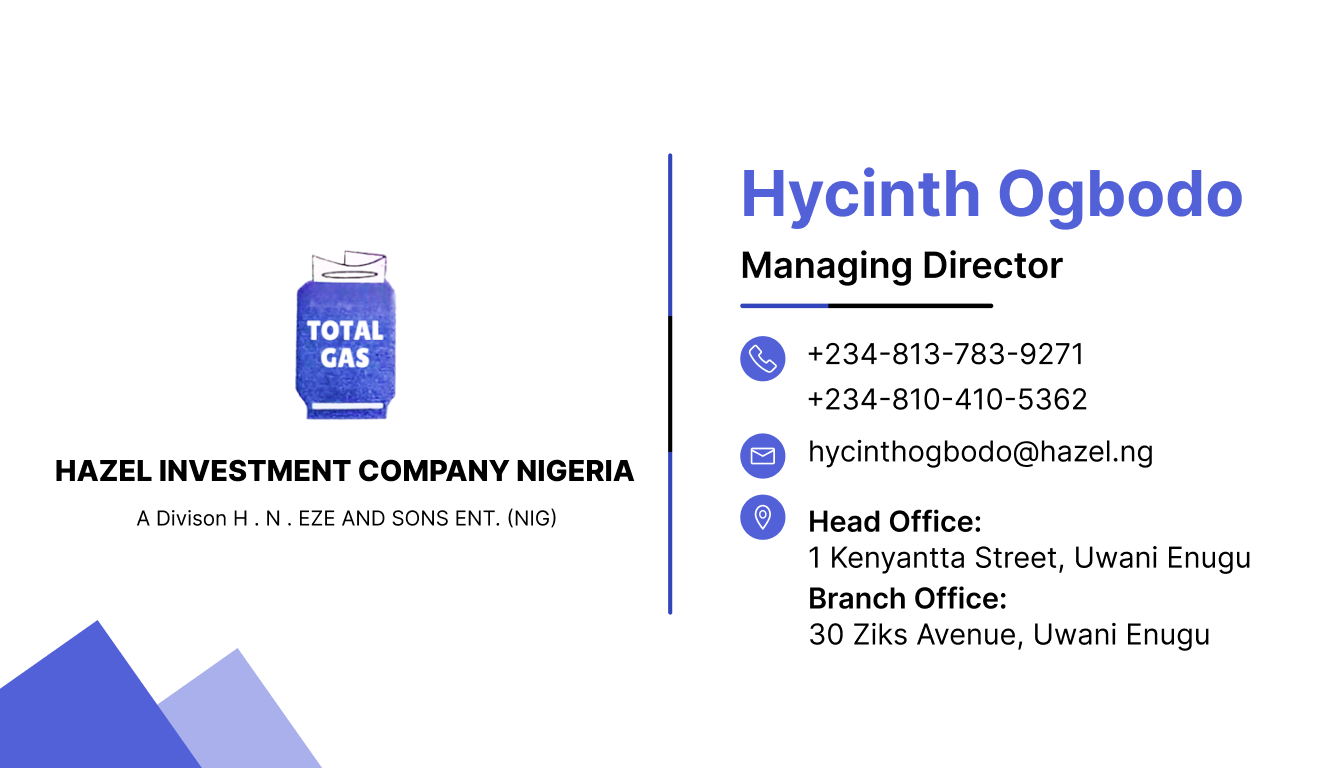 TOTAL
GAS
HAZEL INVESTMENT COMPANY NIGERIA
A Divison H . N . EZE AND SONS ENT. (NIG)
Hycinth Ogbodo
Managing Director
+234-813-783-9271
+234-810-410-5362
hycinthogbodo@hazel.ng
Head Office:
1 Kenyantta Street, Uwani Enugu
Branch Office:
30 Ziks Avenue, Uwani Enugu